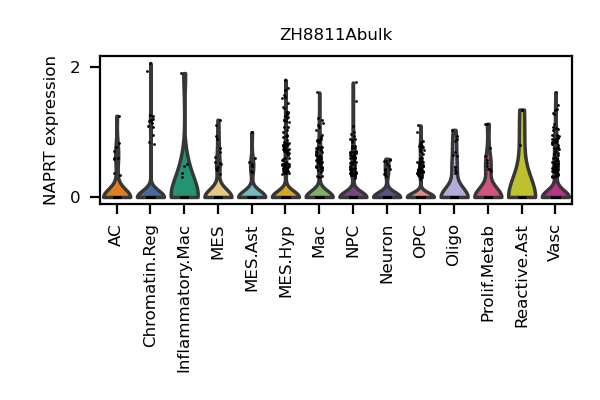 ZH8811Abulk
NAPRT expression
2
0
AC
Chromatin.Reg
Inflammatory.Mac
MES
MES.Ast
MES.Hyp
Mac
NPC
Neuron
OPC
Oligo
Prolif.Metab
Reactive.Ast
Vasc